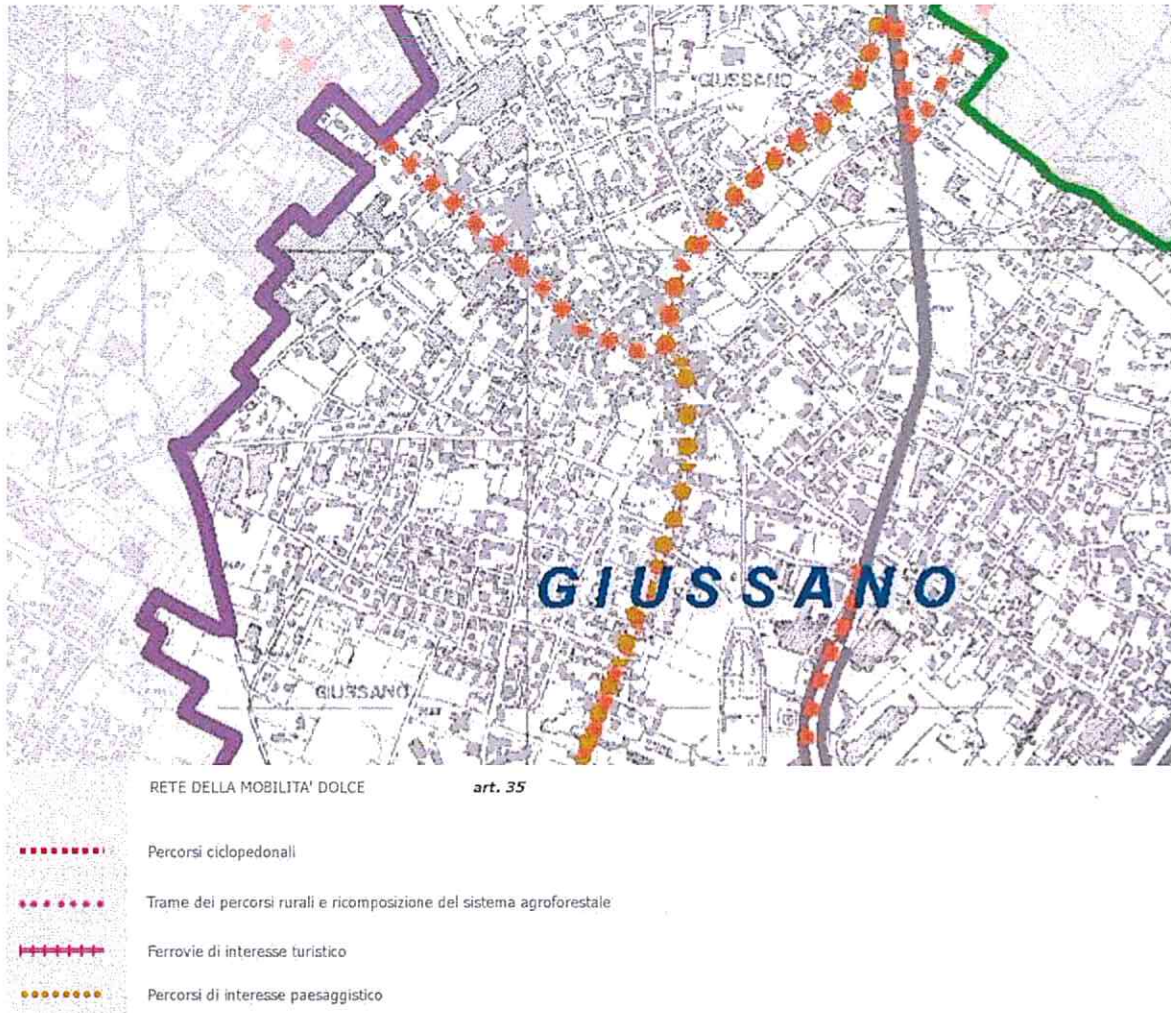 GIUSSANO
GIUSSANO
GIUSSANO
RETE DELLA MOBILITA' DOLCE art. 35
Percorsi ciclopedonali
Trame dei percorsi rurali e ricomposizione del sistema agroforestale
Ferrovie di interesse turistico
Percorsi di interesse paesaggistico